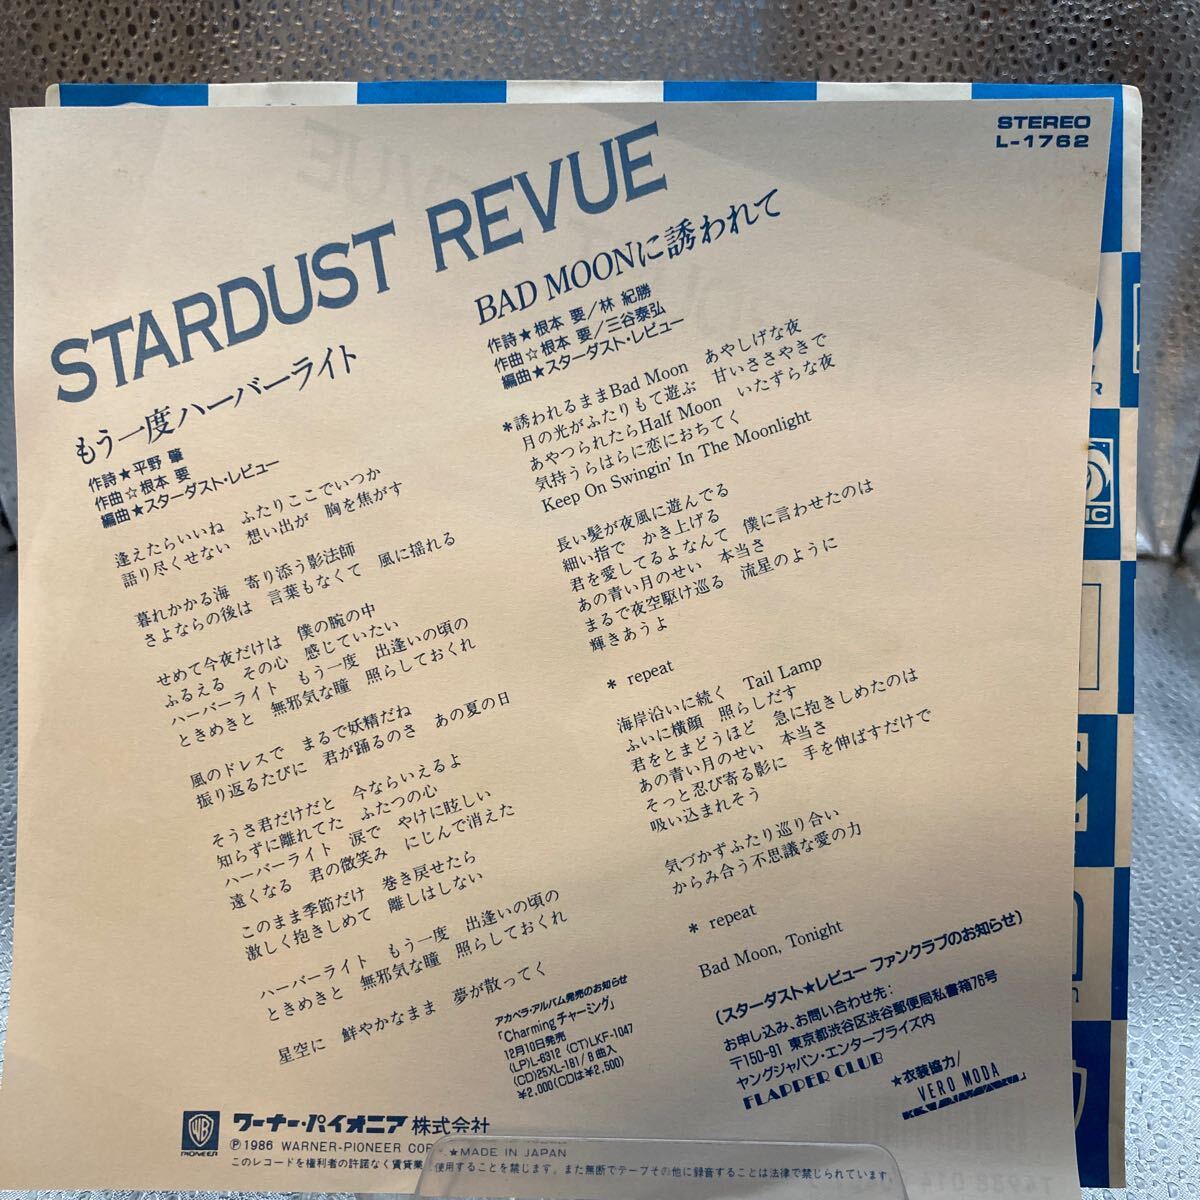 STEREO
L-1762
STARDUST REVUE
もう一度ハーバーライト
作詩★平野 肇
作曲☆根本 要
編曲★スターダスト・レビュー
逢えたらいいね ふたりここでいつか
語り尽くせない 想い出が 胸を焦がす
暮れかかる海 寄り添う影法師
さよならの後は 言葉もなくて 風に揺れる
せめて今夜だけは 僕の腕の中
ふるえる その心 感じていたい
ハーバーライト もう一度 出逢いの頃の
ときめきと 無邪気な瞳 照らしておくれ
風のドレスで まるで妖精だね
振り返るたびに 君が踊るのさ あの夏の日
そうさ君だけだと 今ならいえるよ
知らずに離れてた ふたつの心
ハーバーライト 涙で やけに眩しい
遠くなる 君の微笑み にじんで消えた
このまま季節だけ 巻き戻せたら
激しく抱きしめて 離しはしない
ハーバーライト もう一度 出逢いの頃の
ときめきと 無邪気な瞳 照らしておくれ
星空に 鮮やかなまま 夢が散ってく
BAD MOONに誘われて
作詩★根本 要/林 紀勝
作曲☆根本 要/三谷泰弘
編曲★スターダスト・レビュー
*誘われるままBad Moon あやしげな夜
月の光がふたりもて遊ぶ 甘いささやきで
あやつられたらHalf Moon いたずらな夜
気持うらはらに恋におちてく
Keep On Swingin' In The Moonlight
長い髪が夜風に遊んでる
細い指で かき上げる
君を愛してるよなんて 僕に言わせたのは
あの青い月のせい 本当さ
まるで夜空駆け巡る 流星のように
輝きあうよ
* repeat
海岸沿いに続く Tail Lamp
ふいに横顔 照らしだす
君をとまどうほど 急に抱きしめたのは
あの青い月のせい 本当さ
そっと忍び寄る影に 手を伸ばすだけで
吸い込まれそう
気づかずふたり巡り合い
からみ合う不思議な愛の力
* repeat
Bad Moon, Tonight
アカペラ・アルバム発売のお知らせ
「Charming チャーミング」
12月10日発売
(LP)L-6312 (CT)LKF-1047
(CD)25XL-181/8曲入
¥2,000(CDは¥2,500)
(スターダスト★レビュー ファンクラブのお知らせ)
お申し込み、お問い合わせ先:
〒150-91 東京都渋谷区渋谷郵便局私書箱76号
ヤングジャパン・エンタープライズ内
FLAPPER CLUB
★衣装協力/
VERO MODA
WB
PIONEER
ワーナー・パイオニア株式会社
Ⓟ1986 WARNER-PIONEER COR
★MADE IN JAPAN
このレコードを権利者の許諾なく賃貸業に使用することを禁じます。また無断でテープその他に録音することは法律で禁じられています。